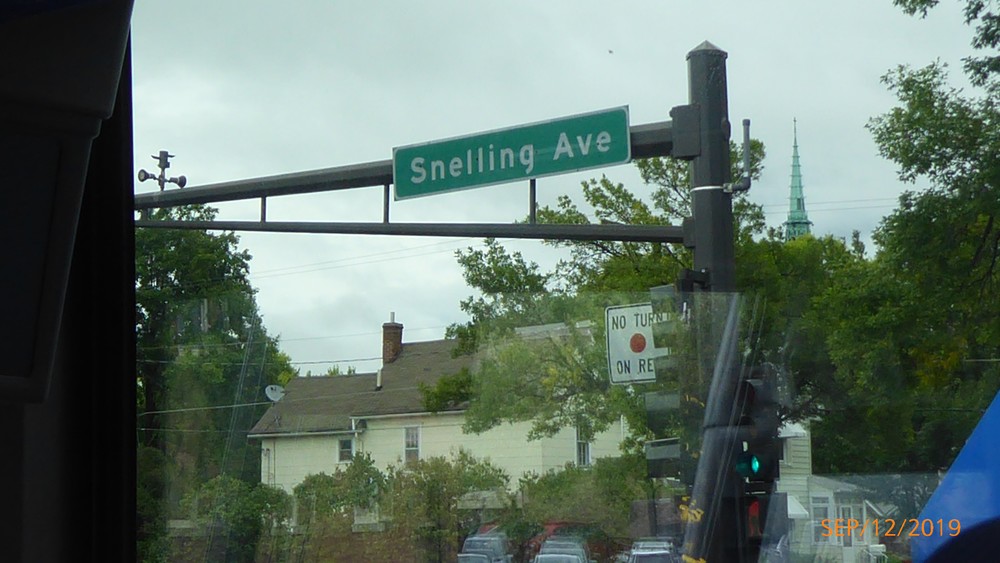 Snelling Ave
NO TURN
ON RE
SEP/12/2019